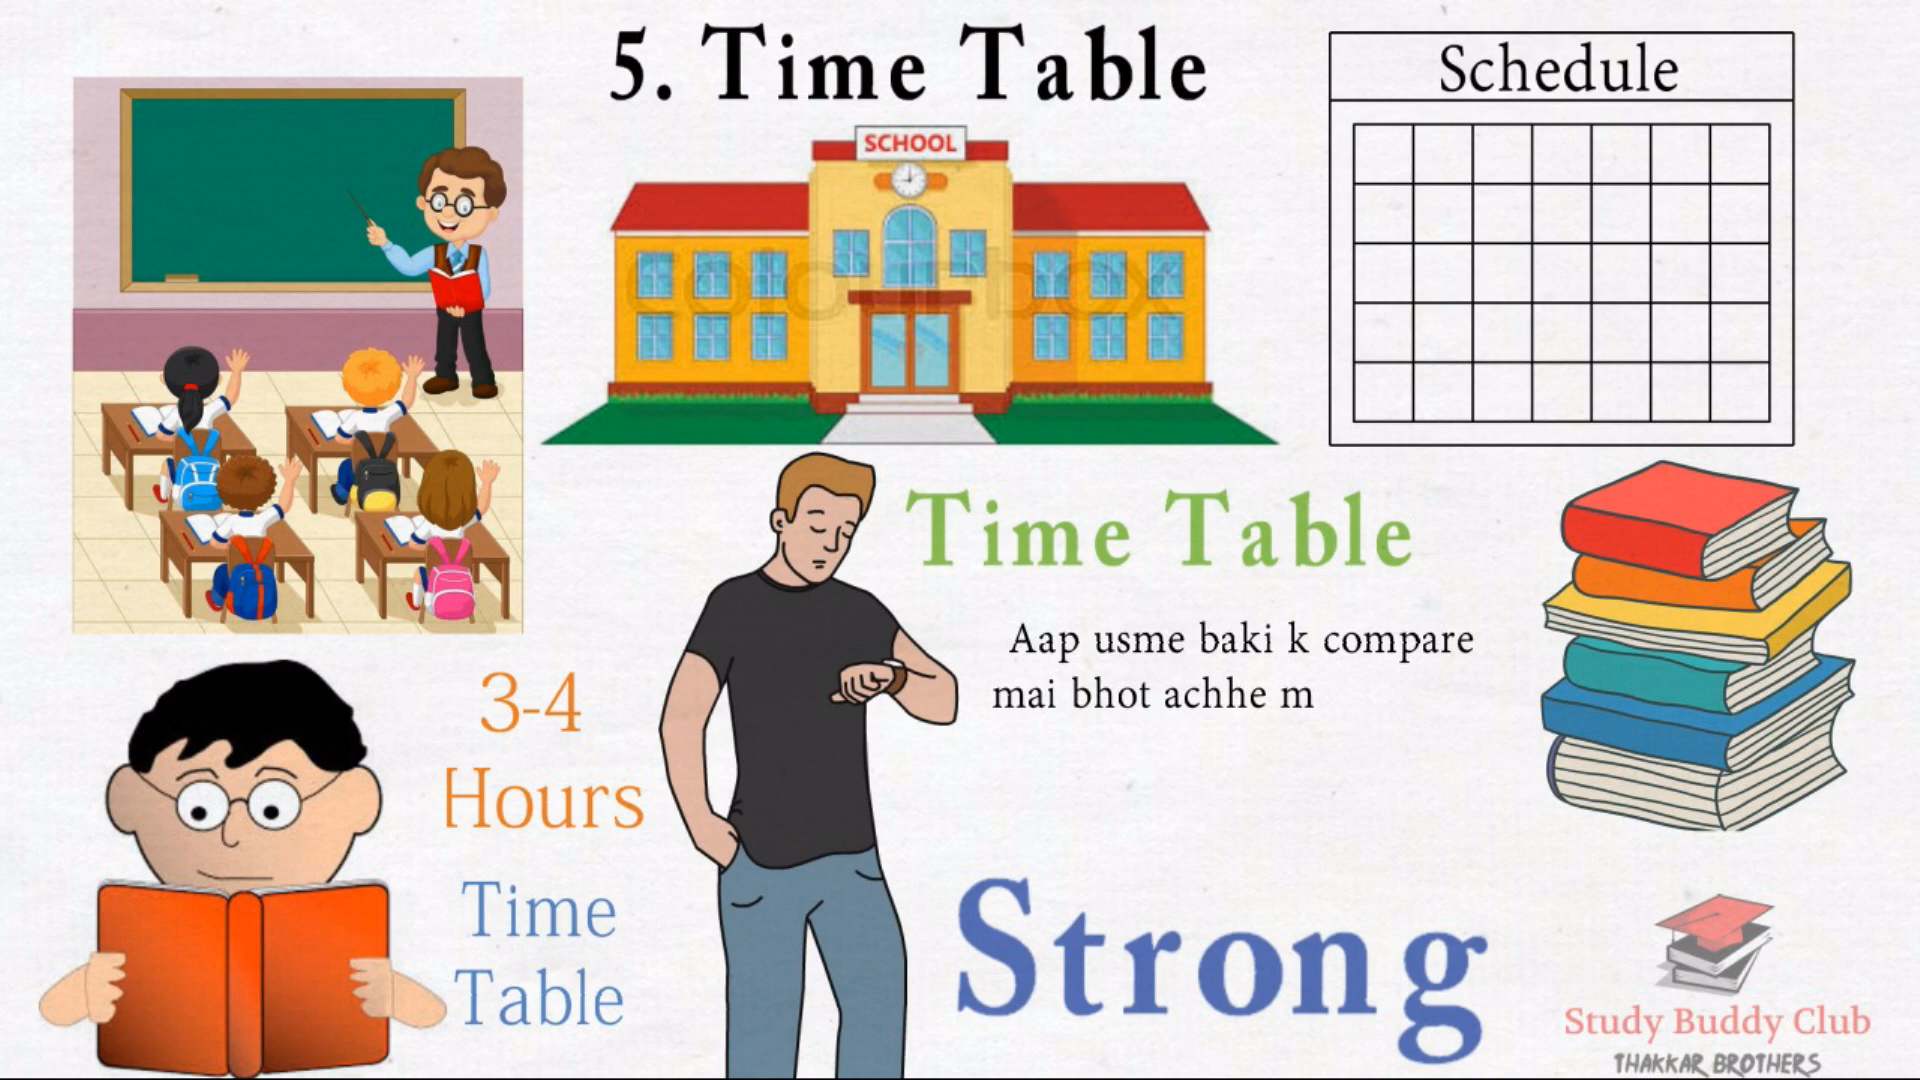 5. Time Table
SCHOOL
Schedule
Time Table
Aap usme baki k compare
mai bhot achhe m
3-4
Hours
Time
Table
Strong
Study Buddy Club
THAKKAR BROTHERS